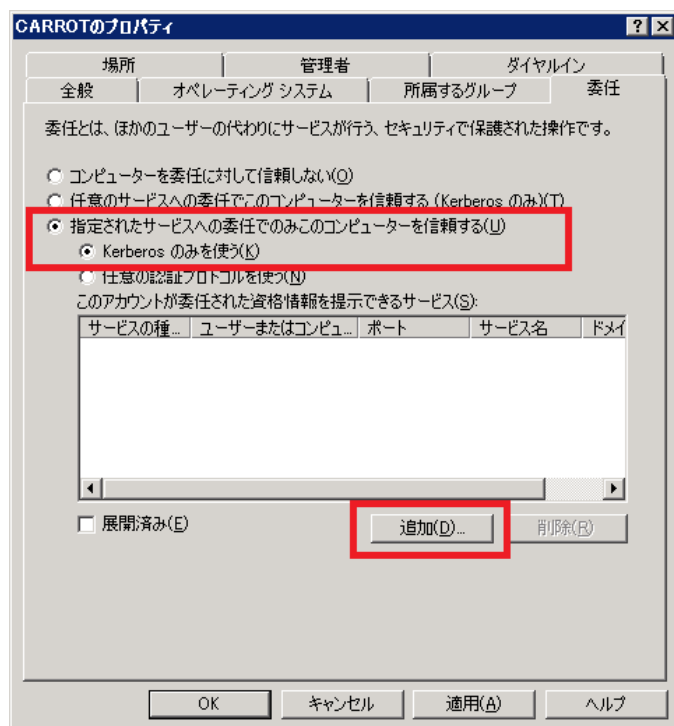 CARROTのプロパティ
場所 管理者 ダイヤルイン
全般 オペレーティング システム 所属するグループ 委任
委任とは、ほかのユーザーの代わりにサービスが行う、セキュリティで保護された操作です。
コンピューターを委任に対して信頼しない(O)
任意のサービスへの委任でこのコンピューターを信頼する (Kerberos のみ)(T)
指定されたサービスへの委任でのみこのコンピューターを信頼する(U)
Kerberos のみを使う(K)
任意の認証プロトコルを使う(N)
このアカウントが委任された資格情報を提示できるサービス(S):
サービスの種... ユーザーまたはコンピュ... ポート サービス名 ドメイ
展開済み(E) 追加(D)... 削除(R)
OK キャンセル 適用(A) ヘルプ